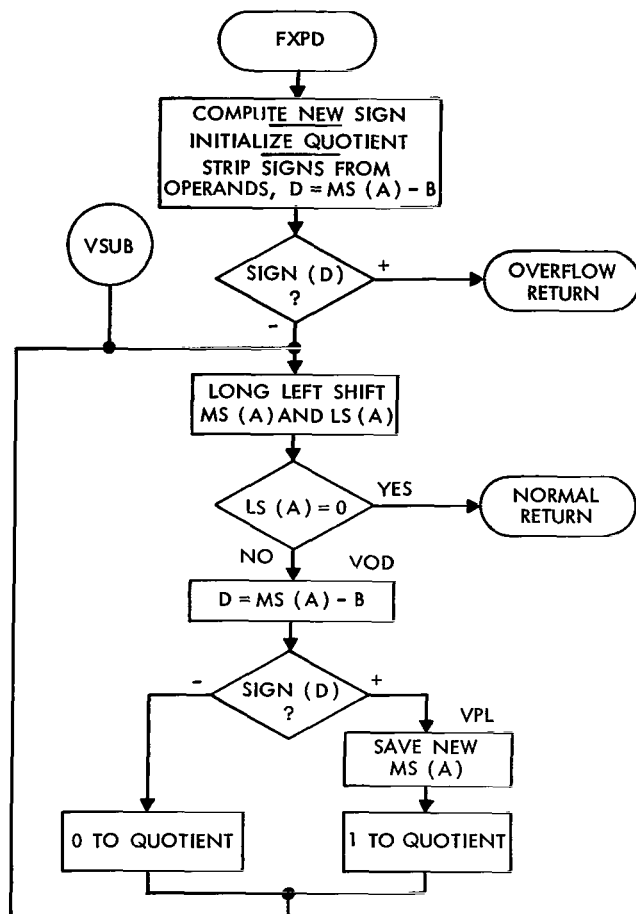 FXPD
COMPUTE NEW SIGN
INITIALIZE QUOTIENT
STRIP SIGNS FROM
OPERANDS, D = MS (A) - B
VSUB
SIGN (D)
?
+
-
OVERFLOW
RETURN
LONG LEFT SHIFT
MS (A) AND LS (A)
LS (A) = 0
YES
NORMAL
RETURN
NO
VOD
D = MS (A) - B
-
SIGN (D)
?
+
VPL
SAVE NEW
MS (A)
0 TO QUOTIENT
1 TO QUOTIENT